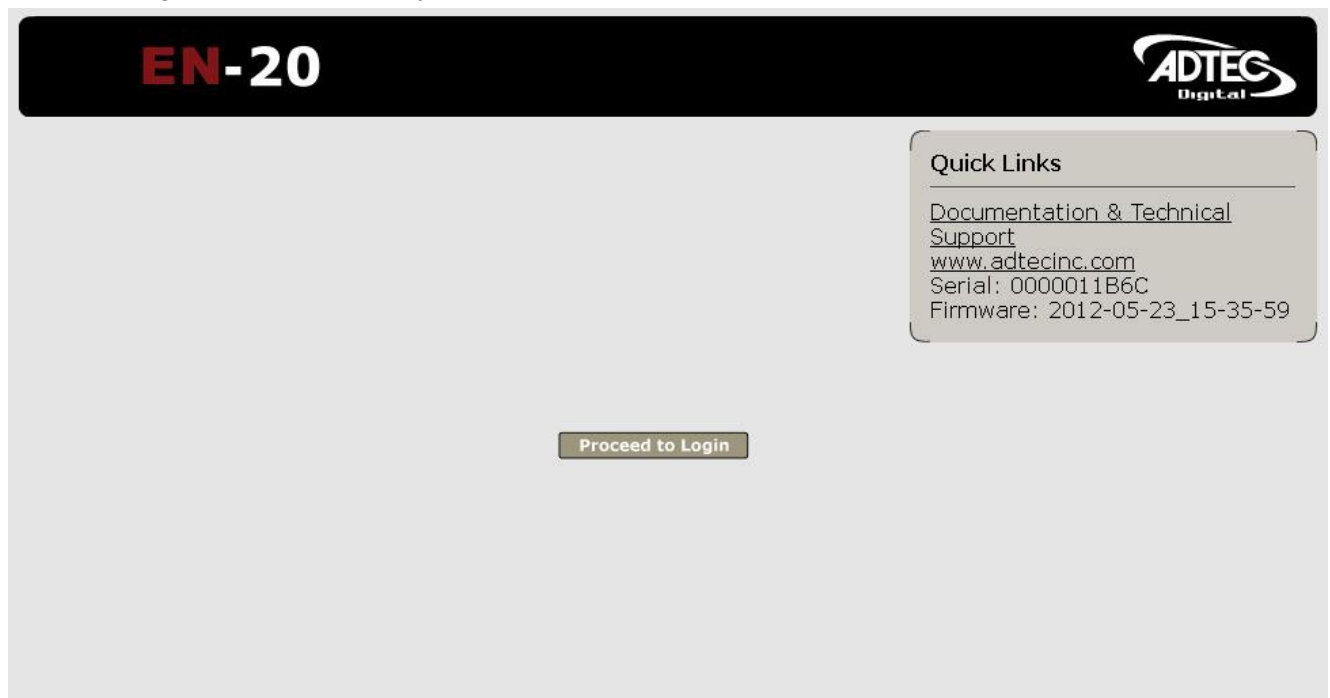 EN-20
ADTEC
Digital
Quick Links
Documentation & Technical
Support
www.adtecinc.com
Serial: 0000011B6C
Firmware: 2012-05-23_15-35-59
Proceed to Login